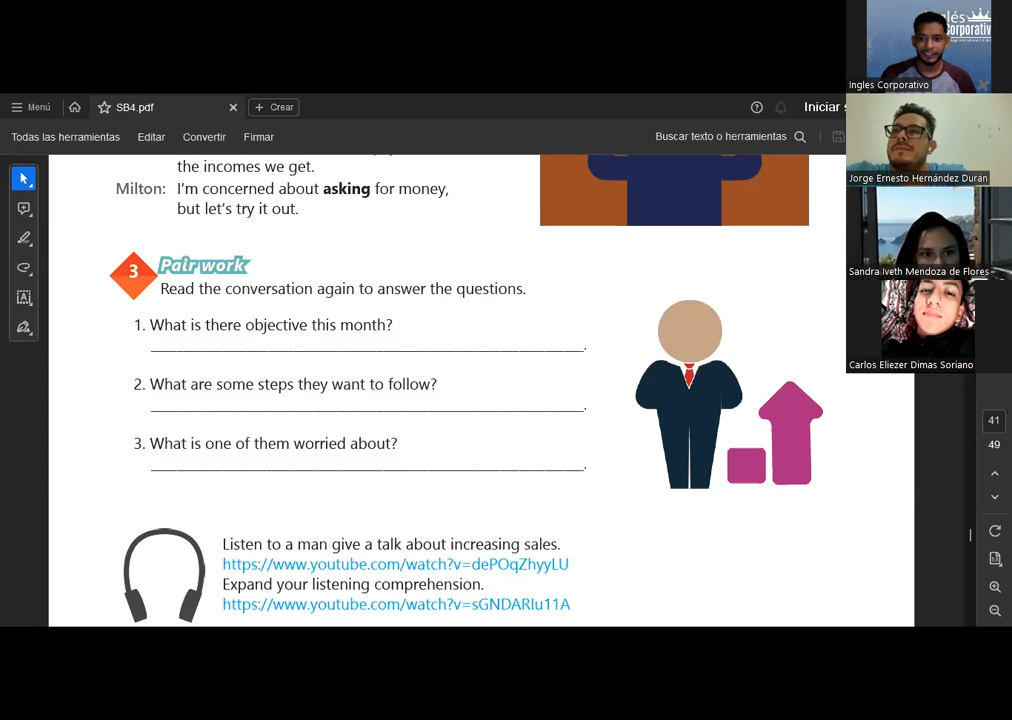 Inglés
Corporativo
Ingles Corporativo
Menú
SB4.pdf
Crear
Iniciar s
Todas las herramientas
Editar
Convertir
Firmar
Buscar texto o herramientas
Jorge Ernesto Hernández Durán
the incomes we get.
Milton: I'm concerned about asking for money,
but let's try it out.
Sandra Iveth Mendoza de Flores
3 Pair work
Read the conversation again to answer the questions.
1. What is there objective this month?
Carlos Eliezer Dimas Soriano
2. What are some steps they want to follow?
41
49
3. What is one of them worried about?
Listen to a man give a talk about increasing sales.
https://www.youtube.com/watch?v=dePOqZhyyLU
Expand your listening comprehension.
https://www.youtube.com/watch?v=sGNDARIu11A